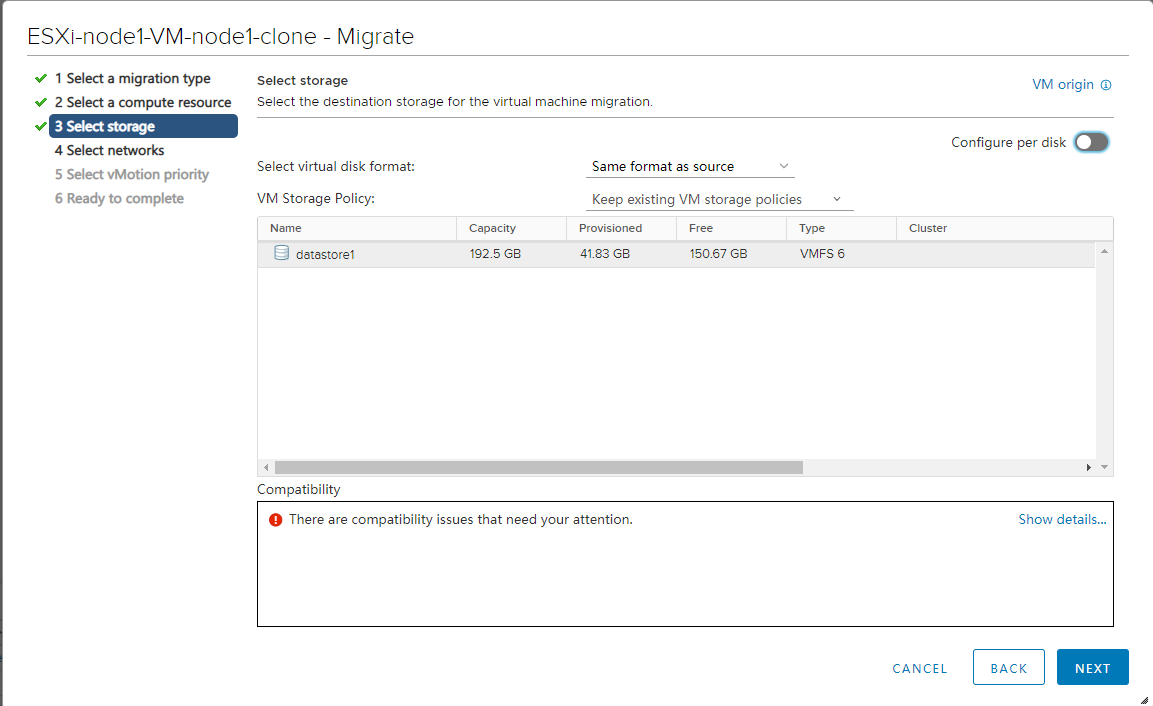 ESXi-node1-VM-node1-clone - Migrate
1 Select a migration type
2 Select a compute resource
3 Select storage
4 Select networks
5 Select vMotion priority
6 Ready to complete
Select storage
VM origin
Select the destination storage for the virtual machine migration.
Configure per disk
Select virtual disk format: Same format as source
VM Storage Policy: Keep existing VM storage policies
Name Capacity Provisioned Free Type Cluster
datastore1 192.5 GB 41.83 GB 150.67 GB VMFS 6
Compatibility
There are compatibility issues that need your attention. Show details...
CANCEL BACK NEXT